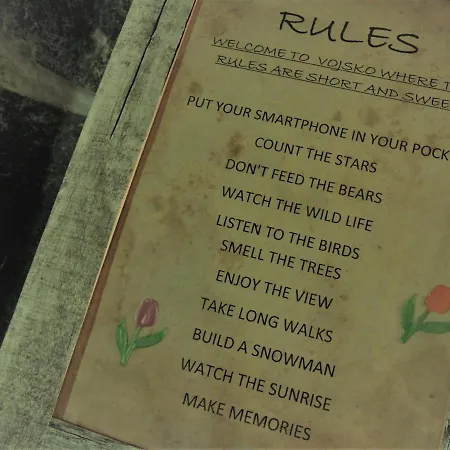 RULES
WELCOME TO VOJSKO WHERE T
RULES ARE SHORT AND SWEE
PUT YOUR SMARTPHONE IN YOUR POCK
COUNT THE STARS
DON'T FEED THE BEARS
WATCH THE WILD LIFE
LISTEN TO THE BIRDS
SMELL THE TREES
ENJOY THE VIEW
TAKE LONG WALKS
BUILD A SNOWMAN
WATCH THE SUNRISE
MAKE MEMORIES